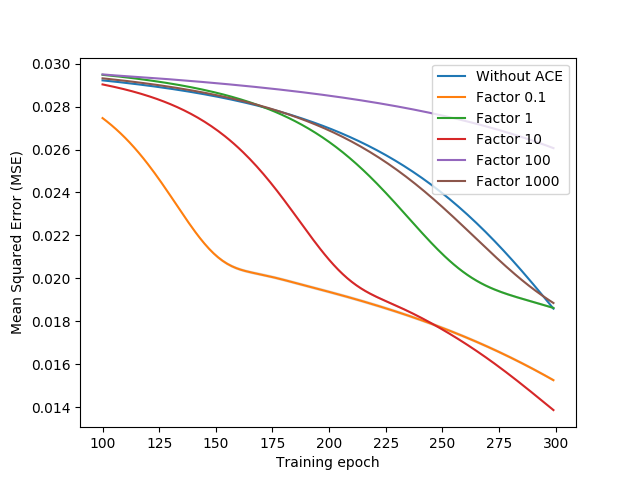 0.030
0.028
0.026
0.024
0.022
0.020
0.018
0.016
0.014
Mean Squared Error (MSE)
Without ACE
Factor 0.1
Factor 1
Factor 10
Factor 100
Factor 1000
100 125 150 175 200 225 250 275 300
Training epoch